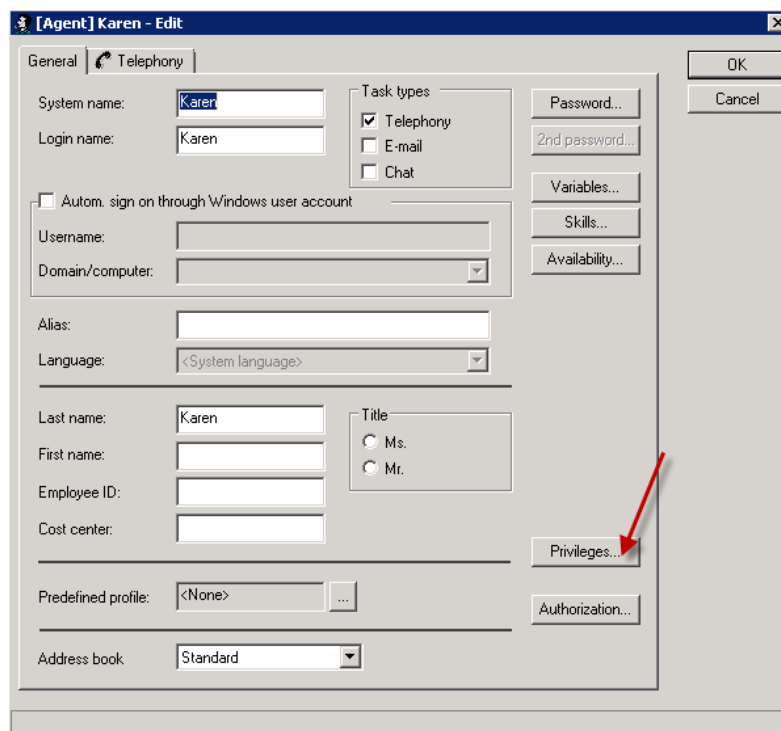 [Agent] Karen - Edit
General
Telephony
OK
Cancel
System name:
Karen
Login name:
Karen
Task types
Telephony
E-mail
Chat
Password...
2nd password...
Variables...
Skills...
Availability...
Autom. sign on through Windows user account
Username:
Domain/computer:
Alias:
Language:
<System language>
Last name:
Karen
First name:
Employee ID:
Cost center:
Title
Ms.
Mr.
Privileges...
Predefined profile:
<None>
...
Authorization...
Address book
Standard